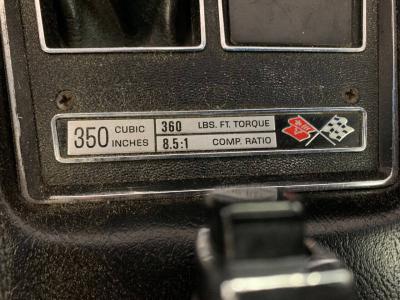 350 CUBIC INCHES
360 LBS. FT. TORQUE
8.5:1 COMP. RATIO